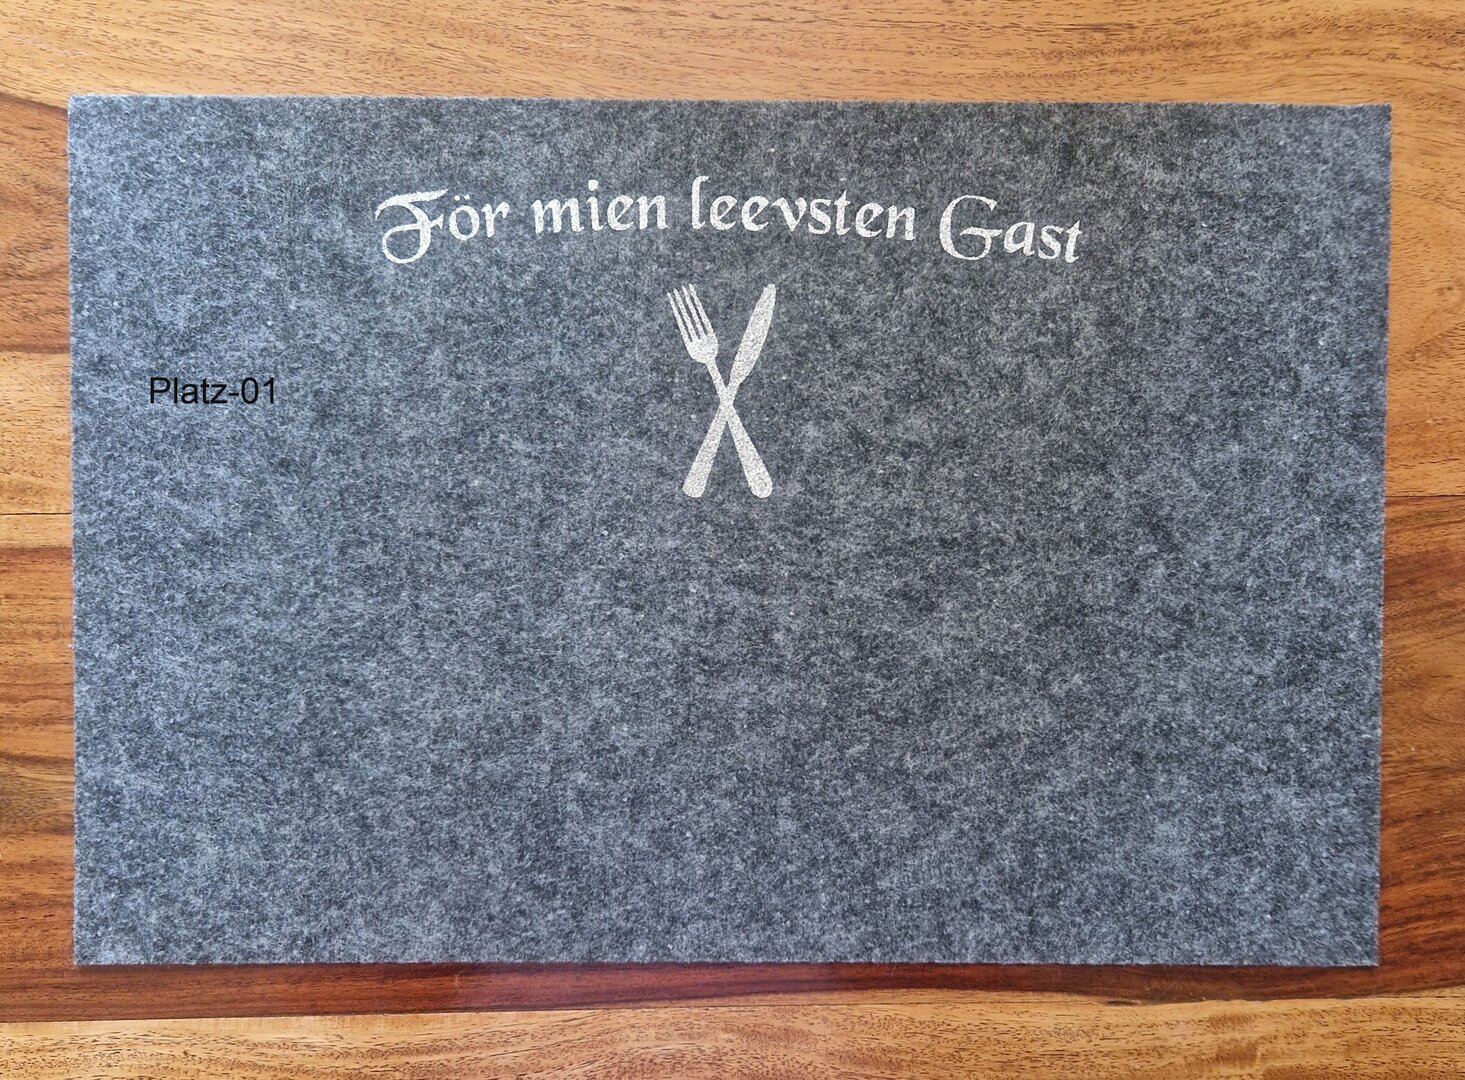 För mien leevsten Gast
Platz-01